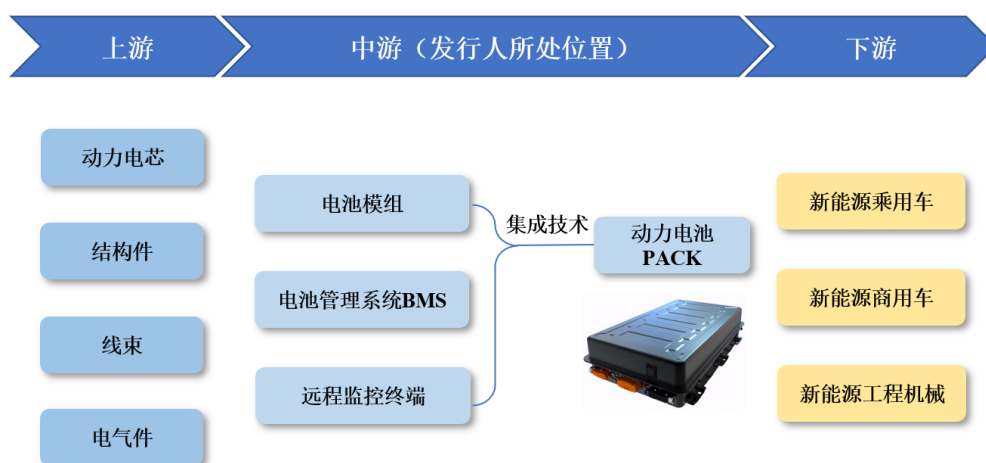 上游
中游（发行人所处位置）
下游
动力电芯
结构件
线束
电气件
电池模组
电池管理系统BMS
远程监控终端
集成技术
动力电池
PACK
新能源乘用车
新能源商用车
新能源工程机械